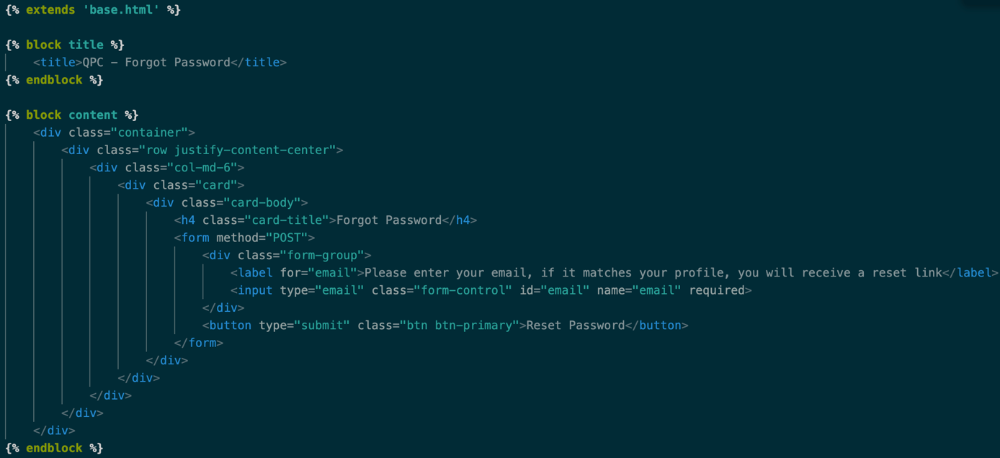 {% extends 'base.html' %}

{% block title %}
    <title>QPC - Forgot Password</title>
{% endblock %}

{% block content %}
    <div class="container">
        <div class="row justify-content-center">
            <div class="col-md-6">
                <div class="card">
                    <div class="card-body">
                        <h4 class="card-title">Forgot Password</h4>
                        <form method="POST">
                            <div class="form-group">
                                <label for="email">Please enter your email, if it matches your profile, you will receive a reset link</label>
                                <input type="email" class="form-control" id="email" name="email" required>
                            </div>
                            <button type="submit" class="btn btn-primary">Reset Password</button>
                        </form>
                    </div>
                </div>
            </div>
        </div>
    </div>
{% endblock %}